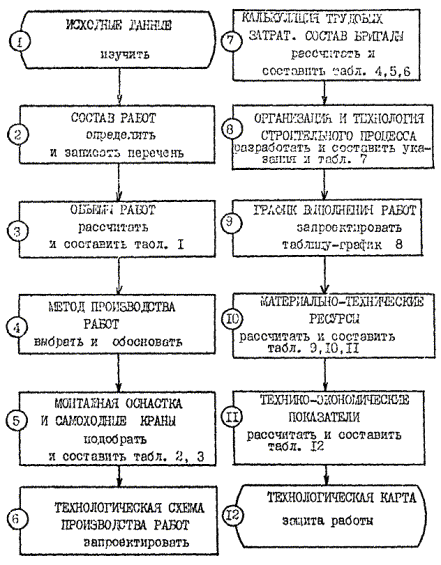 1
ИСХОДНЫЕ ДАННЫЕ
изучить
2
СОСТАВ РАБОТ
определить
и записать перечень
3
ОБЪЕМЫ РАБОТ
рассчитать
и составить табл. 1
4
МЕТОД ПРОИЗВОДСТВА
РАБОТ
выбрать и обосновать
5
МОНТАЖНАЯ ОСНАСТКА
И САМОХОДНЫЕ КРАНЫ
подобрать
и составить табл. 2, 3
6
ТЕХНОЛОГИЧЕСКАЯ СХЕМА
ПРОИЗВОДСТВА РАБОТ
запроектировать
7
КАЛЬКУЛЯЦИЯ ТРУДОВЫХ
ЗАТРАТ. СОСТАВ БРИГАДЫ
рассчитать и
составить табл. 4,5,6
8
ОРГАНИЗАЦИЯ И ТЕХНОЛОГИЯ
СТРОИТЕЛЬНОГО ПРОЦЕССА
разработать и составить ука-
зания и табл. 7
9
ГРАФИК ВЫПОЛНЕНИЯ РАБОТ
запроектировать
таблицу-график 8
10
МАТЕРИАЛЬНО-ТЕХНИЧЕСКИЕ
РЕСУРСЫ
рассчитать и составить
табл. 9,10,11
11
ТЕХНИКО-ЭКОНОМИЧЕСКИЕ
ПОКАЗАТЕЛИ
рассчитать и составить
табл. 12
12
ТЕХНОЛОГИЧЕСКАЯ КАРТА
защита работы